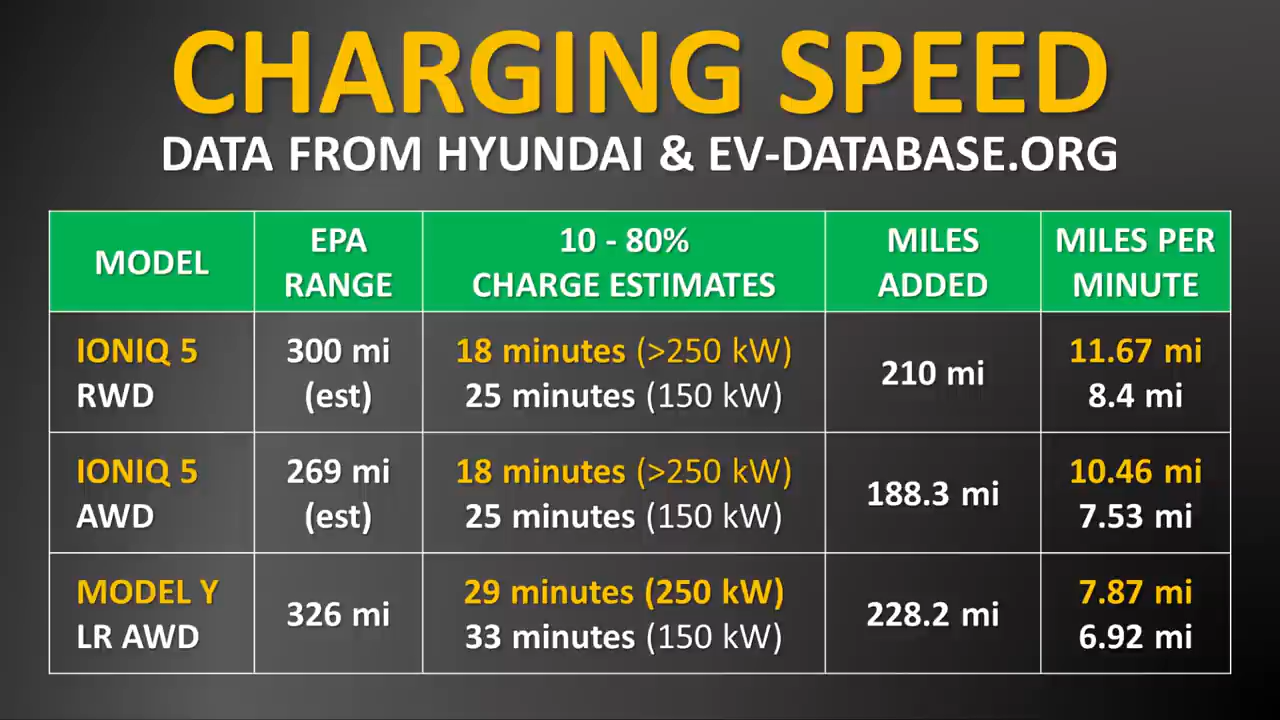 CHARGING SPEED
DATA FROM HYUNDAI & EV-DATABASE.ORG
MODEL
EPA
RANGE
10 - 80%
CHARGE ESTIMATES
MILES
ADDED
MILES PER
MINUTE
IONIQ 5
RWD
300 mi
(est)
18 minutes (>250 kW)
25 minutes (150 kW)
210 mi
11.67 mi
8.4 mi
IONIQ 5
AWD
269 mi
(est)
18 minutes (>250 kW)
25 minutes (150 kW)
188.3 mi
10.46 mi
7.53 mi
MODEL Y
LR AWD
326 mi
29 minutes (250 kW)
33 minutes (150 kW)
228.2 mi
7.87 mi
6.92 mi